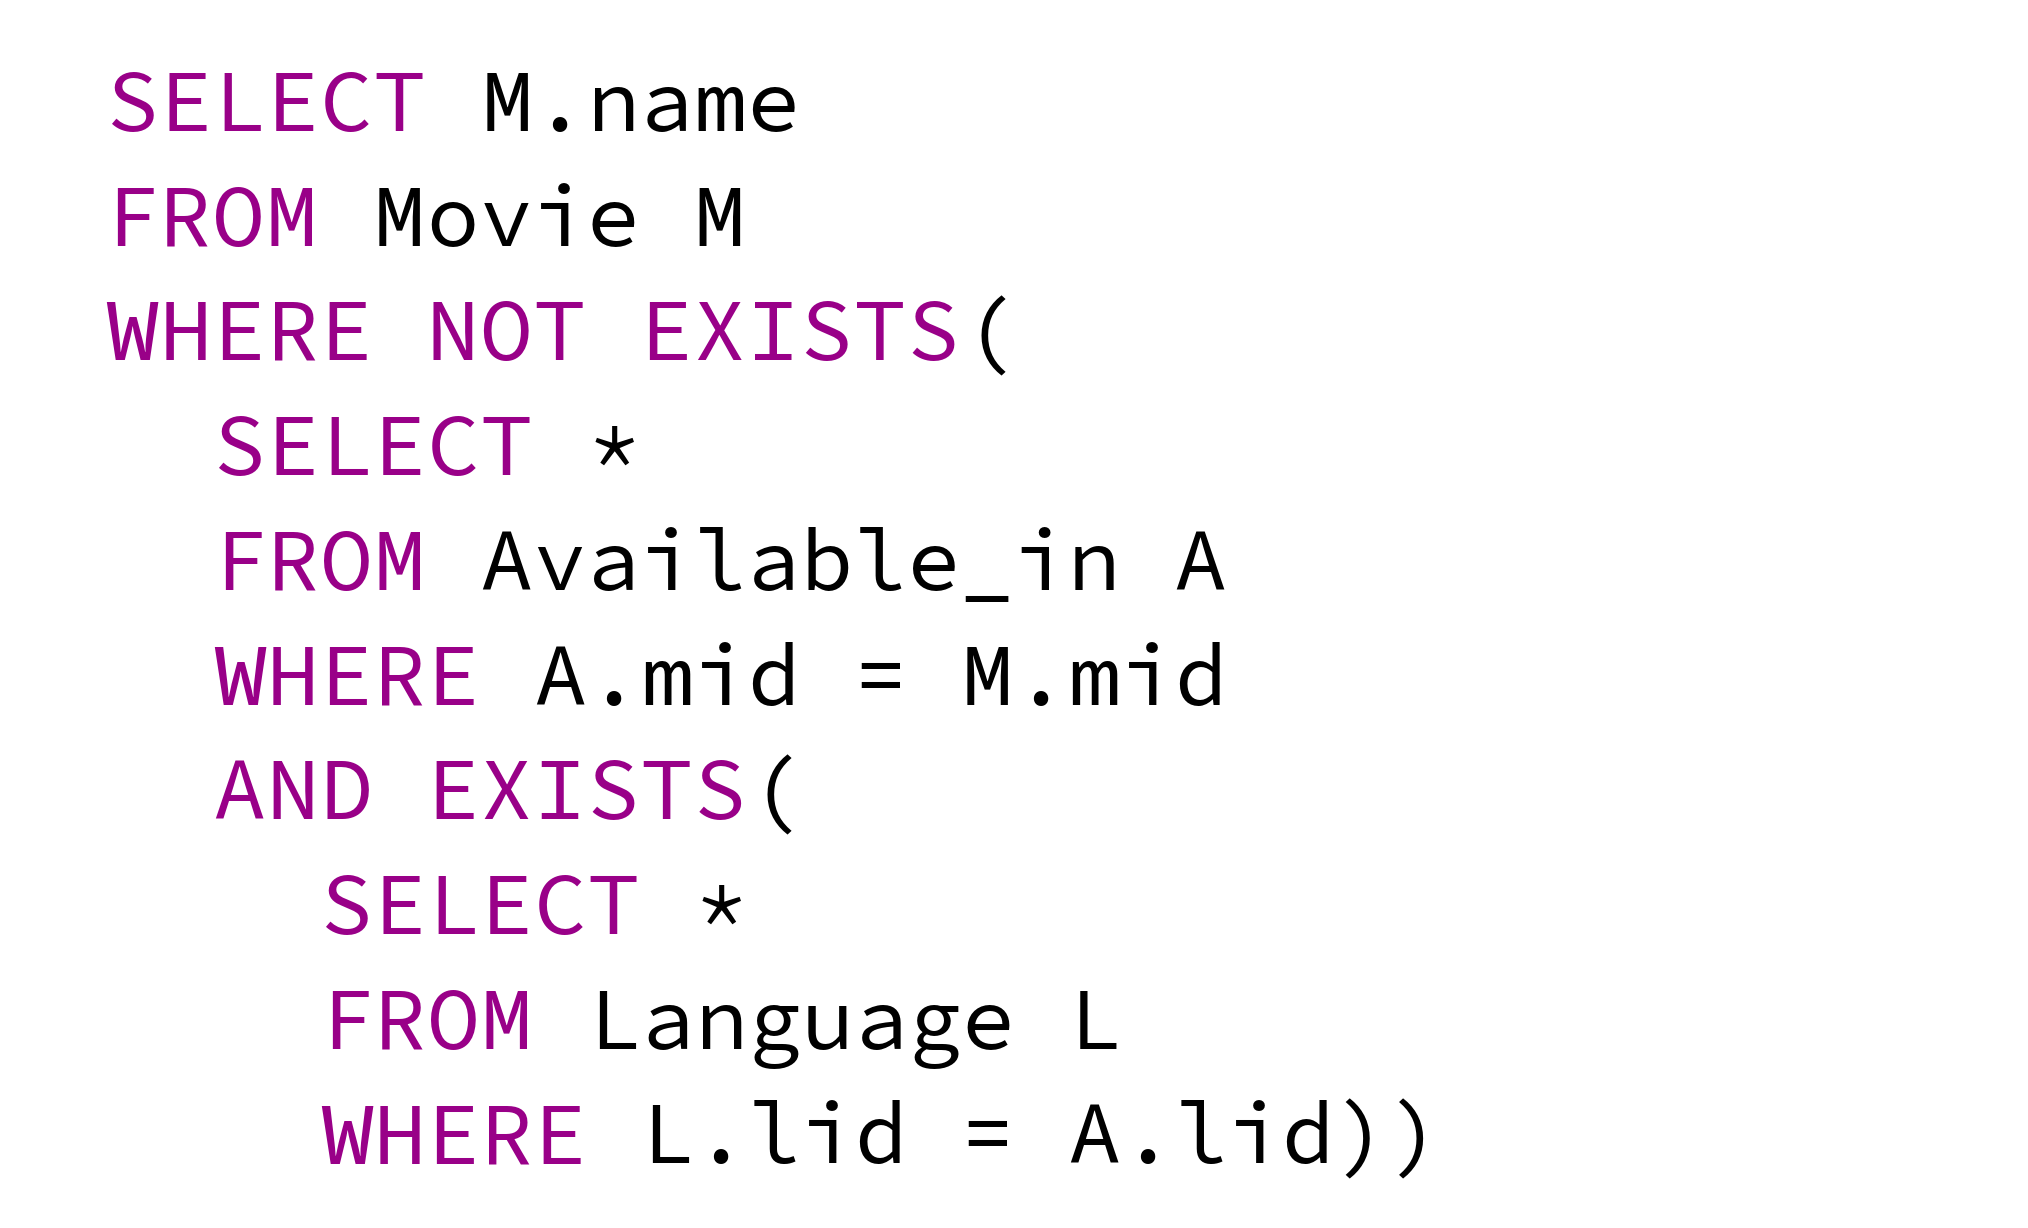 SELECT M.name
FROM Movie M
WHERE NOT EXISTS(
SELECT *
FROM Available_in A
WHERE A.mid = M.mid
AND EXISTS(
SELECT *
FROM Language L
WHERE L.lid = A.lid))